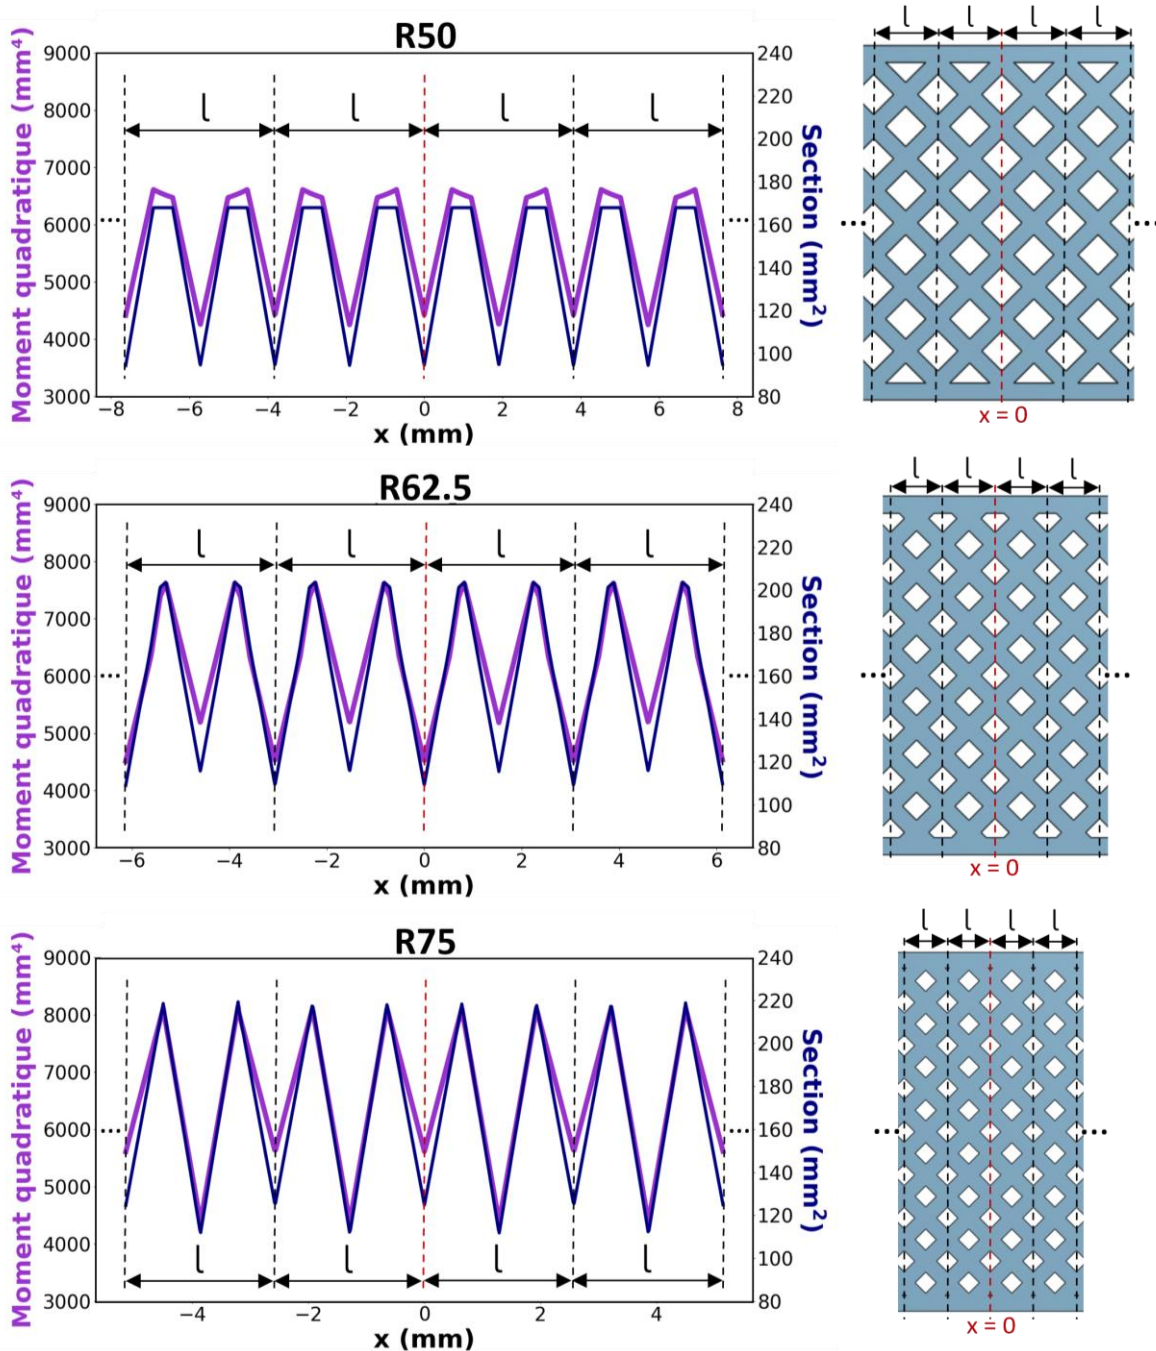 R50
Moment quadratique (mm⁴)
9000
8000
7000
6000
5000
4000
3000
l l l l
... ...
240
220
200
180
160
140
120
100
80
Section (mm²)
−8 −6 −4 −2 0 2 4 6 8
x (mm)
l l l l
... ...
x = 0
R62.5
Moment quadratique (mm⁴)
9000
8000
7000
6000
5000
4000
3000
l l l l
... ...
240
220
200
180
160
140
120
100
80
Section (mm²)
−6 −4 −2 0 2 4 6
x (mm)
l l l l
... ...
x = 0
R75
Moment quadratique (mm⁴)
9000
8000
7000
6000
5000
4000
3000
... ...
l l l l
240
220
200
180
160
140
120
100
80
Section (mm²)
−4 −2 0 2 4
x (mm)
l l l l
... ...
x = 0